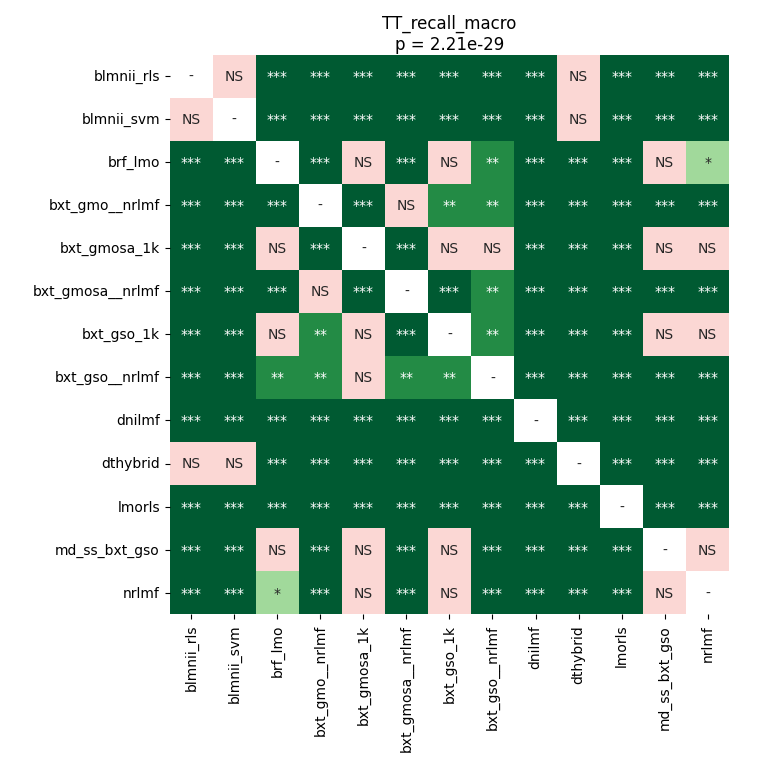 TT_recall_macro
p = 2.21e-29
blmnii_rls - NS *** *** *** *** *** *** *** NS *** *** ***
blmnii_svm NS - *** *** *** *** *** *** *** NS *** *** ***
brf_lmo *** *** - *** NS *** NS ** *** *** *** NS *
bxt_gmo__nrlmf *** *** *** - *** NS ** ** *** *** *** *** ***
bxt_gmosa_1k *** *** NS *** - *** NS NS *** *** *** NS NS
bxt_gmosa__nrlmf *** *** *** NS *** - *** ** *** *** *** *** ***
bxt_gso_1k *** *** NS ** NS *** - ** *** *** *** NS NS
bxt_gso__nrlmf *** *** ** ** NS ** ** - *** *** *** *** ***
dnilmf *** *** *** *** *** *** *** *** - *** *** *** ***
dthybrid NS NS *** *** *** *** *** *** *** - *** *** ***
lmorls *** *** *** *** *** *** *** *** *** *** - *** ***
md_ss_bxt_gso *** *** NS *** NS *** NS *** *** *** *** - NS
nrlmf *** *** * *** NS *** NS *** *** *** *** NS -
blmnii_rls blmnii_svm brf_lmo bxt_gmo__nrlmf bxt_gmosa_1k bxt_gmosa__nrlmf bxt_gso_1k bxt_gso__nrlmf dnilmf dthybrid lmorls md_ss_bxt_gso nrlmf